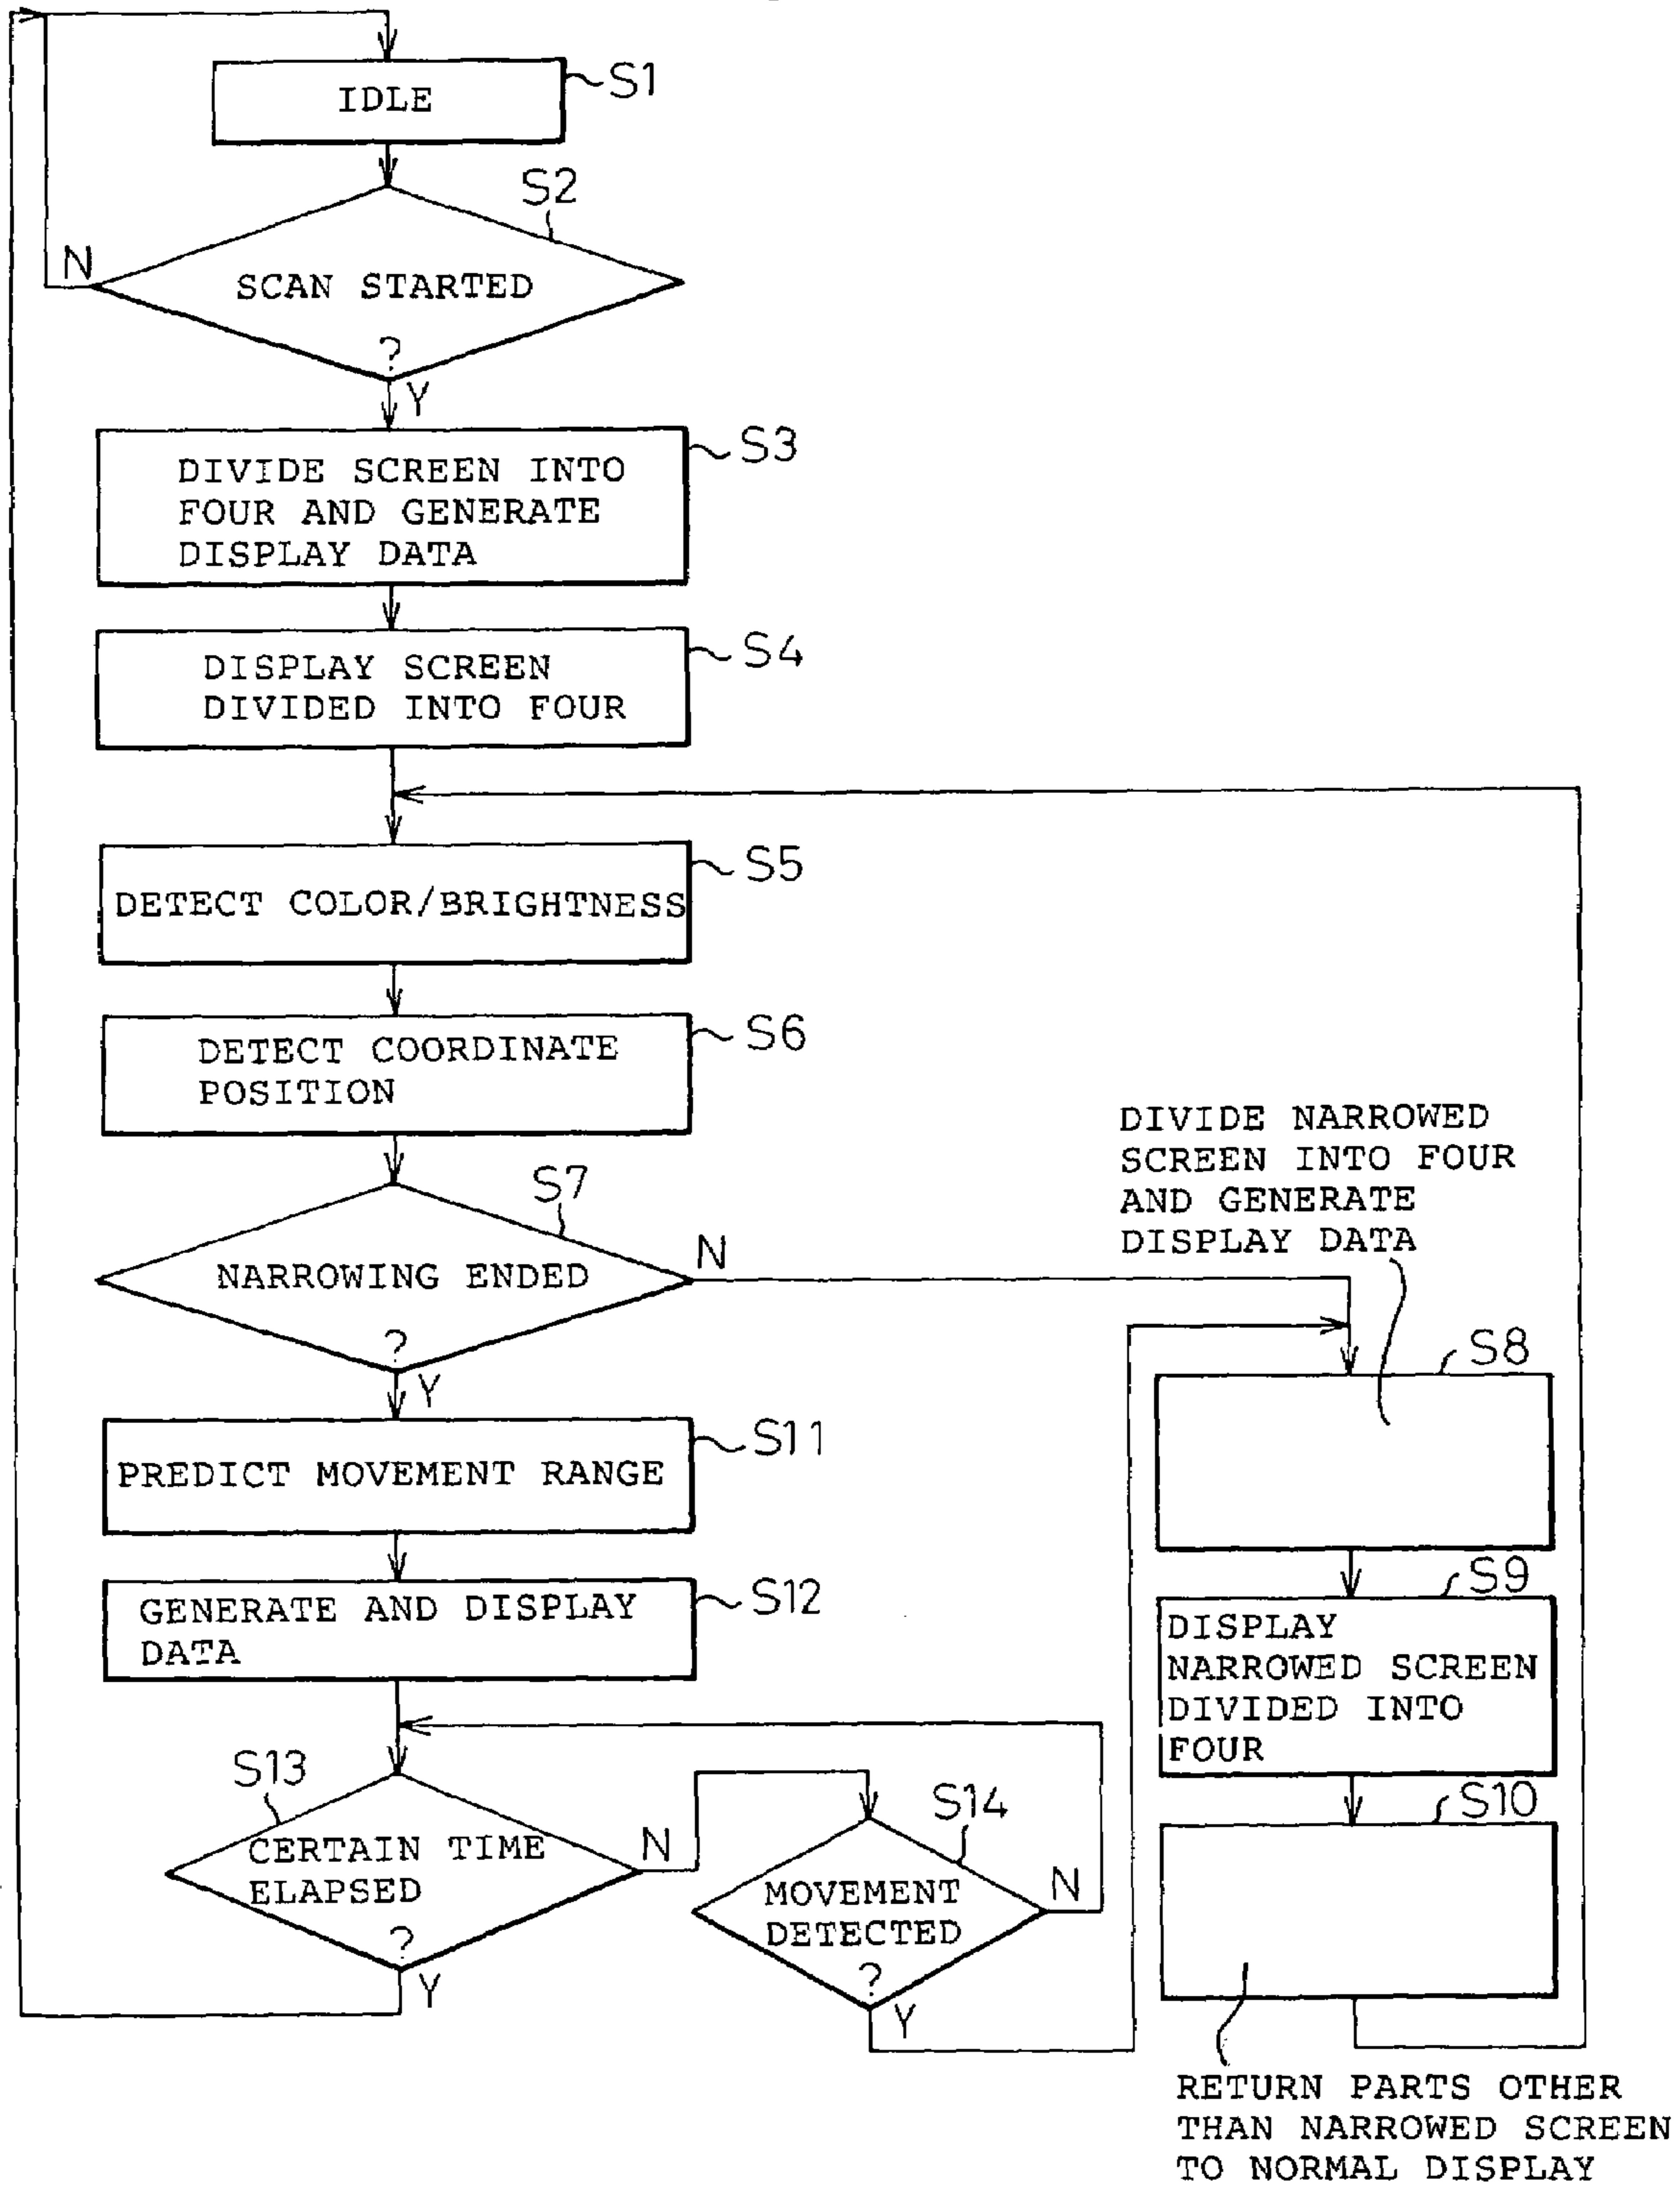 IDLE
S1
S2
N
SCAN STARTED
?
Y
S3
DIVIDE SCREEN INTO
FOUR AND GENERATE
DISPLAY DATA
S4
DISPLAY SCREEN
DIVIDED INTO FOUR
S5
DETECT COLOR/BRIGHTNESS
S6
DETECT COORDINATE
POSITION
S7
N
NARROWING ENDED
?
Y
DIVIDE NARROWED
SCREEN INTO FOUR
AND GENERATE
DISPLAY DATA
S8
S9
DISPLAY
NARROWED SCREEN
DIVIDED INTO
FOUR
S10
RETURN PARTS OTHER
THAN NARROWED SCREEN
TO NORMAL DISPLAY
S11
PREDICT MOVEMENT RANGE
S12
GENERATE AND DISPLAY
DATA
S13
CERTAIN TIME
ELAPSED
?
N
Y
S14
MOVEMENT
DETECTED
?
N
Y